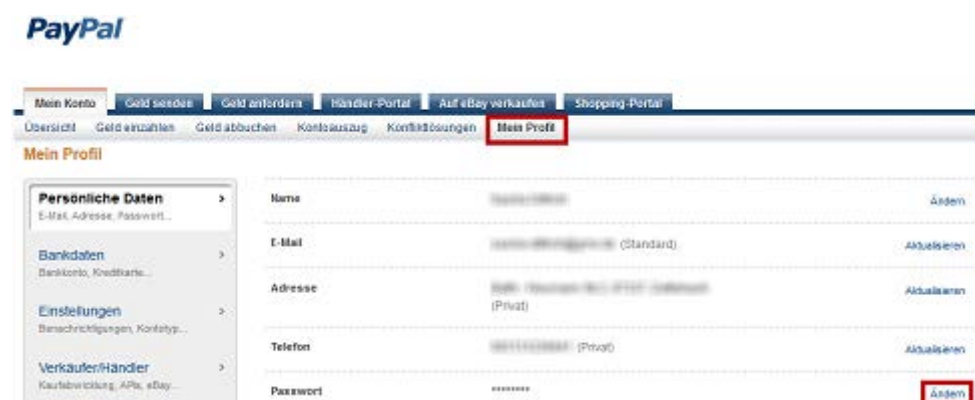 PayPal
Mein Konto Geld senden Geld anfordern Händler-Portal Auf eBay verkaufen Shopping-Portal
Übersicht Geld einzahlen Geld abbuchen Kontoauszug Konfliktlösungen Mein Profil
Mein Profil
Persönliche Daten >
E-Mail, Adresse, Passwort...
Name Ändern
Bankdaten >
Bankkonto, Kreditkarte...
E-Mail (Standard) Aktualisieren
Einstellungen >
Benachrichtigungen, Kontotyp...
Adresse Aktualisieren
(Privat)
Verkäufer/Händler >
Kaufabwicklung, APIs, eBay...
Telefon (Privat) Aktualisieren
Passwort ******** Ändern